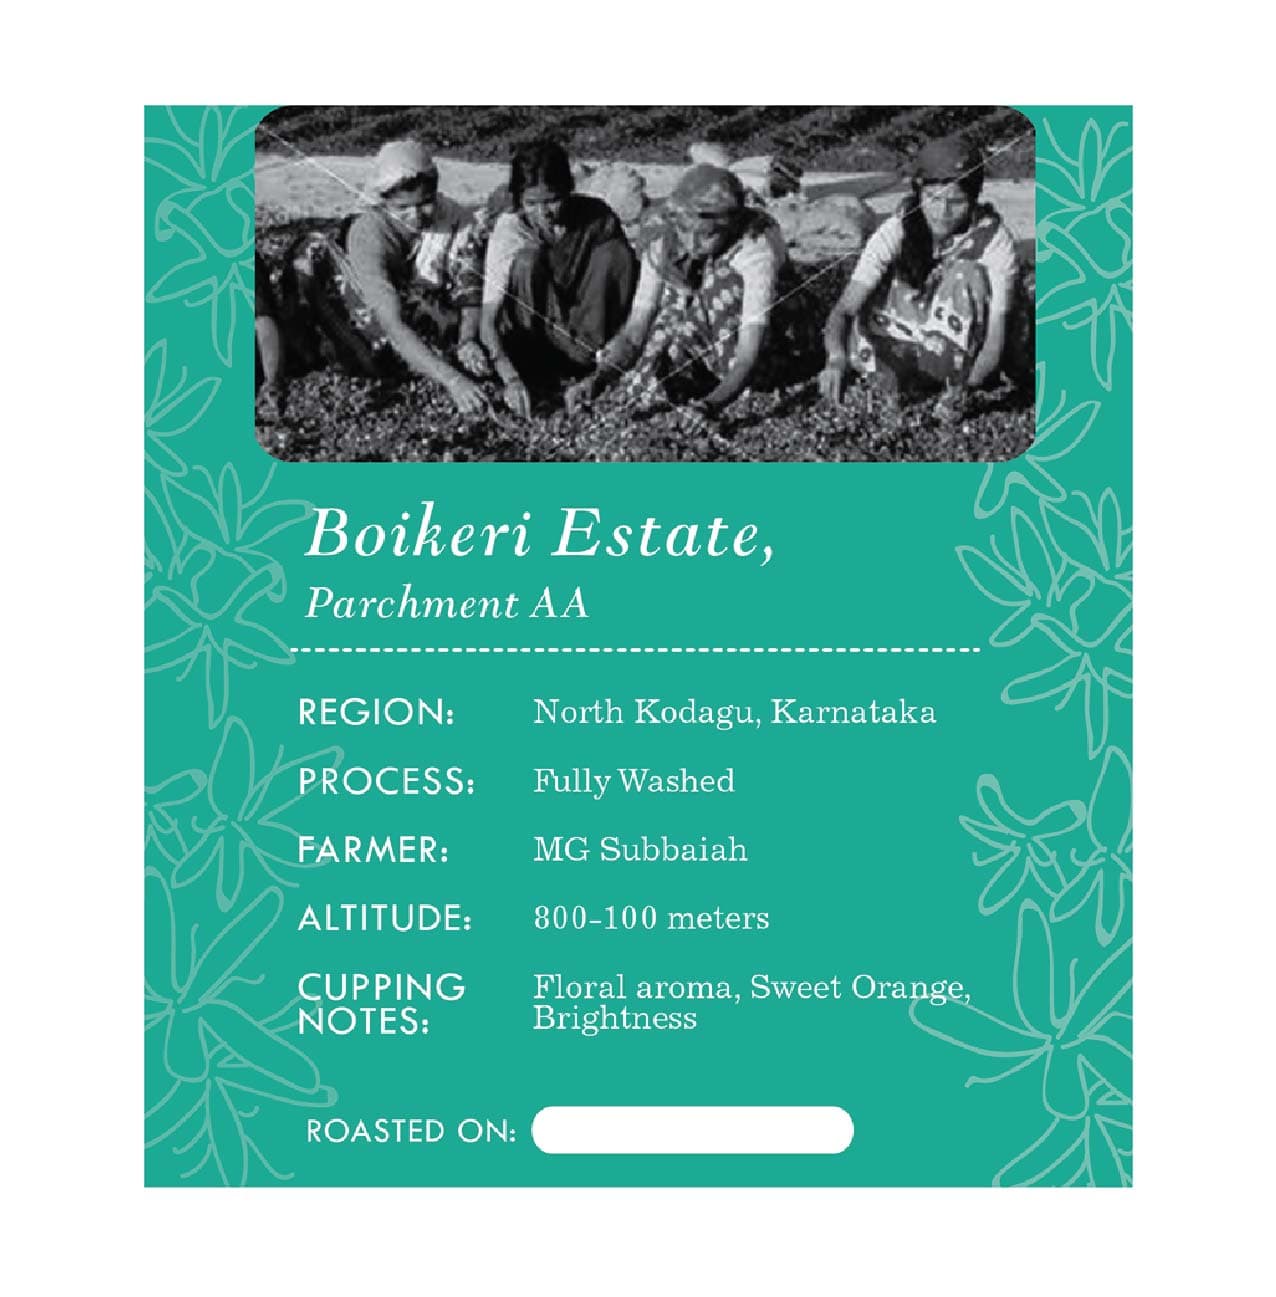 Boikeri Estate,
Parchment AA
REGION: North Kodagu, Karnataka
PROCESS: Fully Washed
FARMER: MG Subbaiah
ALTITUDE: 800-100 meters
CUPPING NOTES: Floral aroma, Sweet Orange,
Brightness
ROASTED ON: